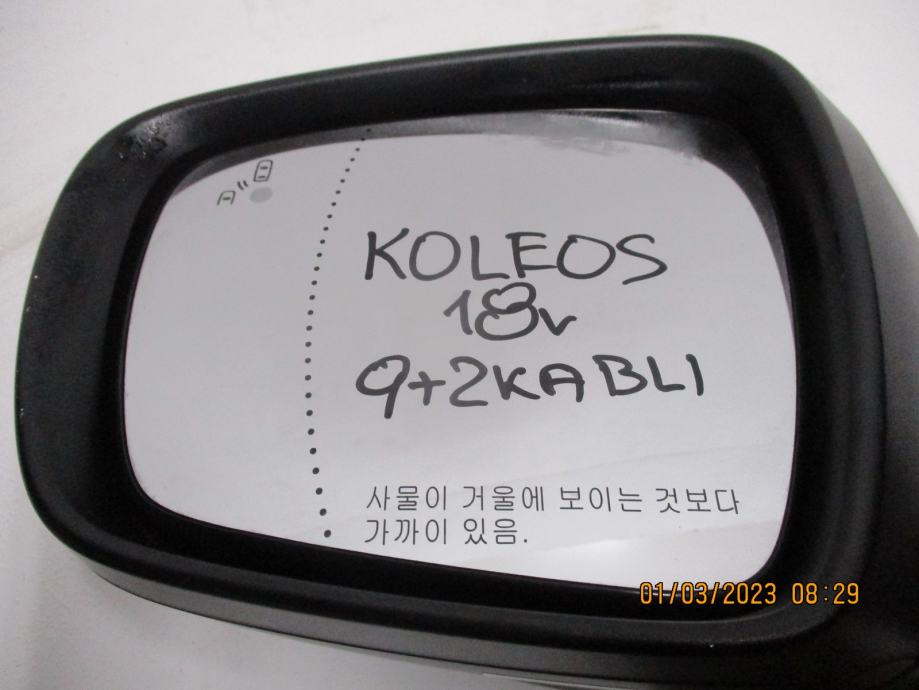 KOLEOS
18v
9+2KABLI
사물이 거울에 보이는 것보다
가까이 있음.
01/03/2023 08:29